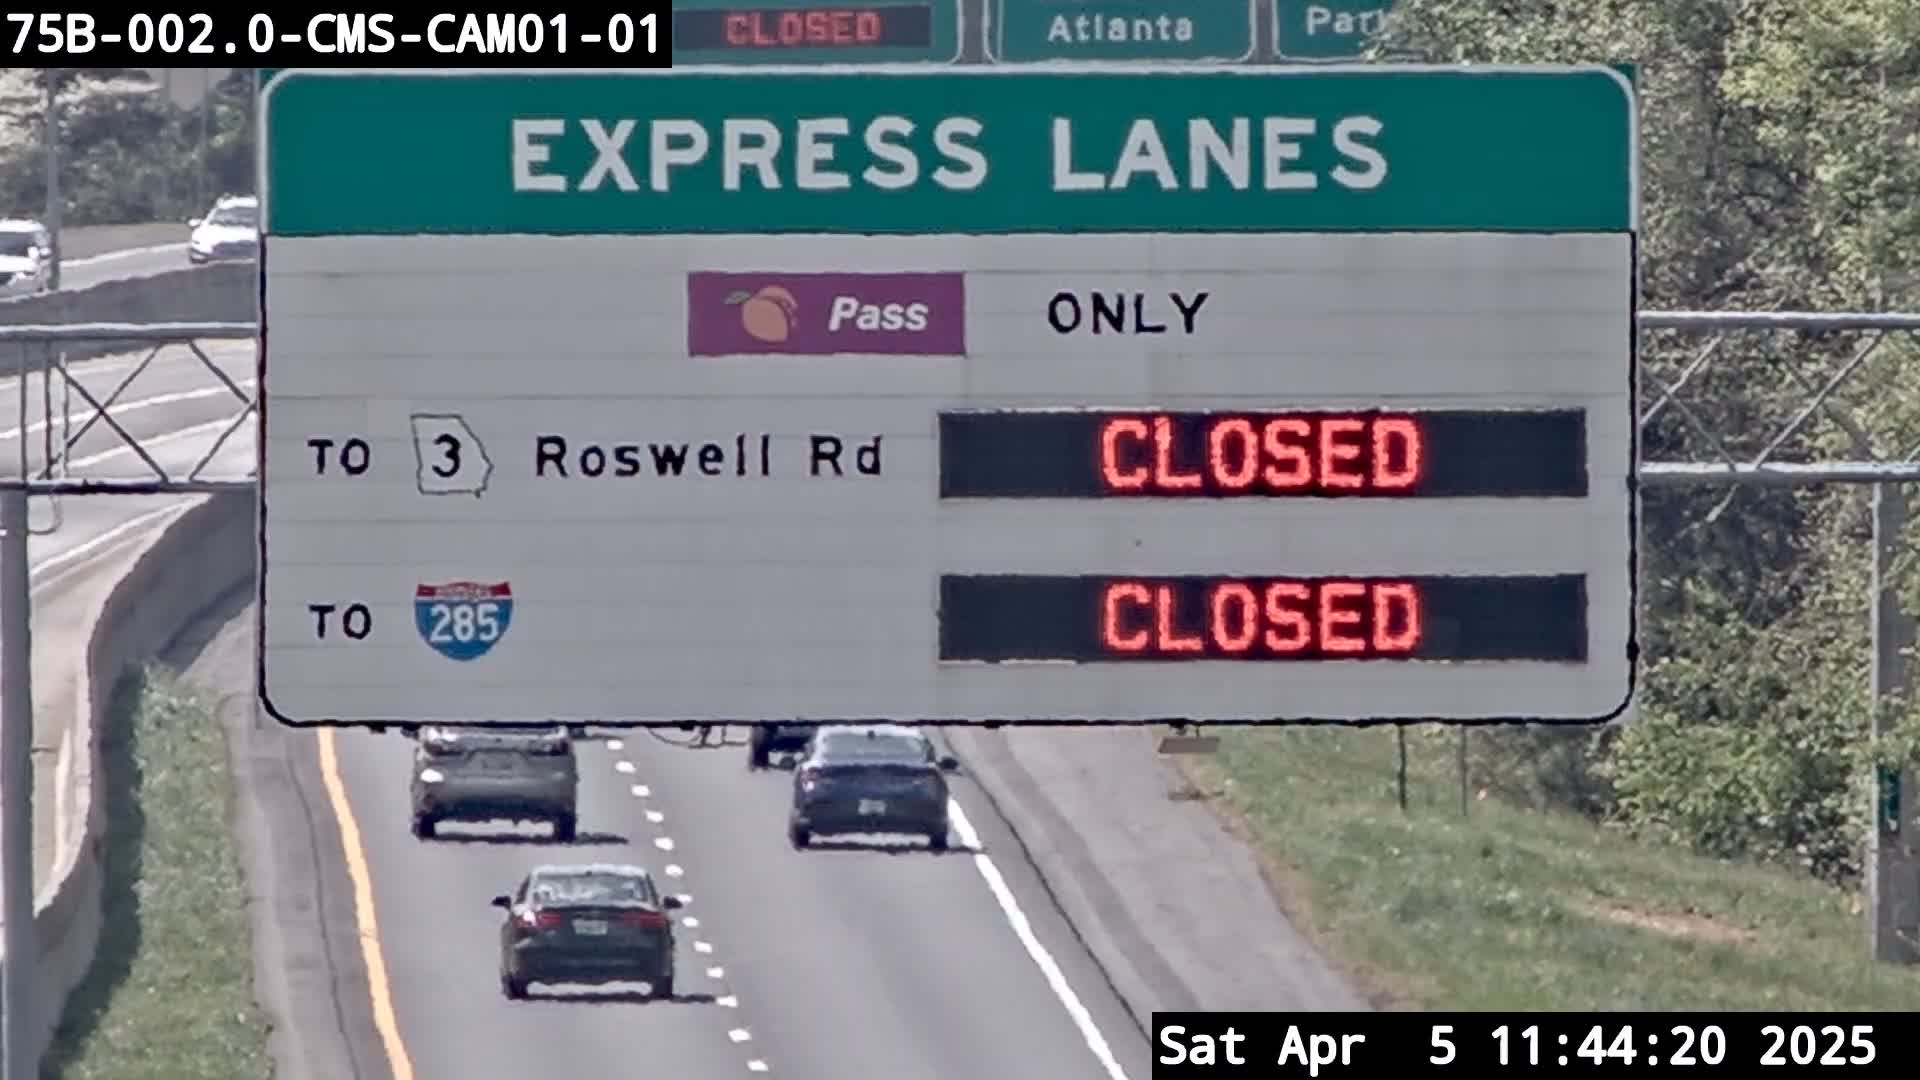 75B-002.0-CMS-CAM01-01
CLOSED
Atlanta
EXPRESS LANES
Pass ONLY
TO 3 Roswell Rd CLOSED
TO 285 CLOSED
Sat Apr 5 11:44:20 2025